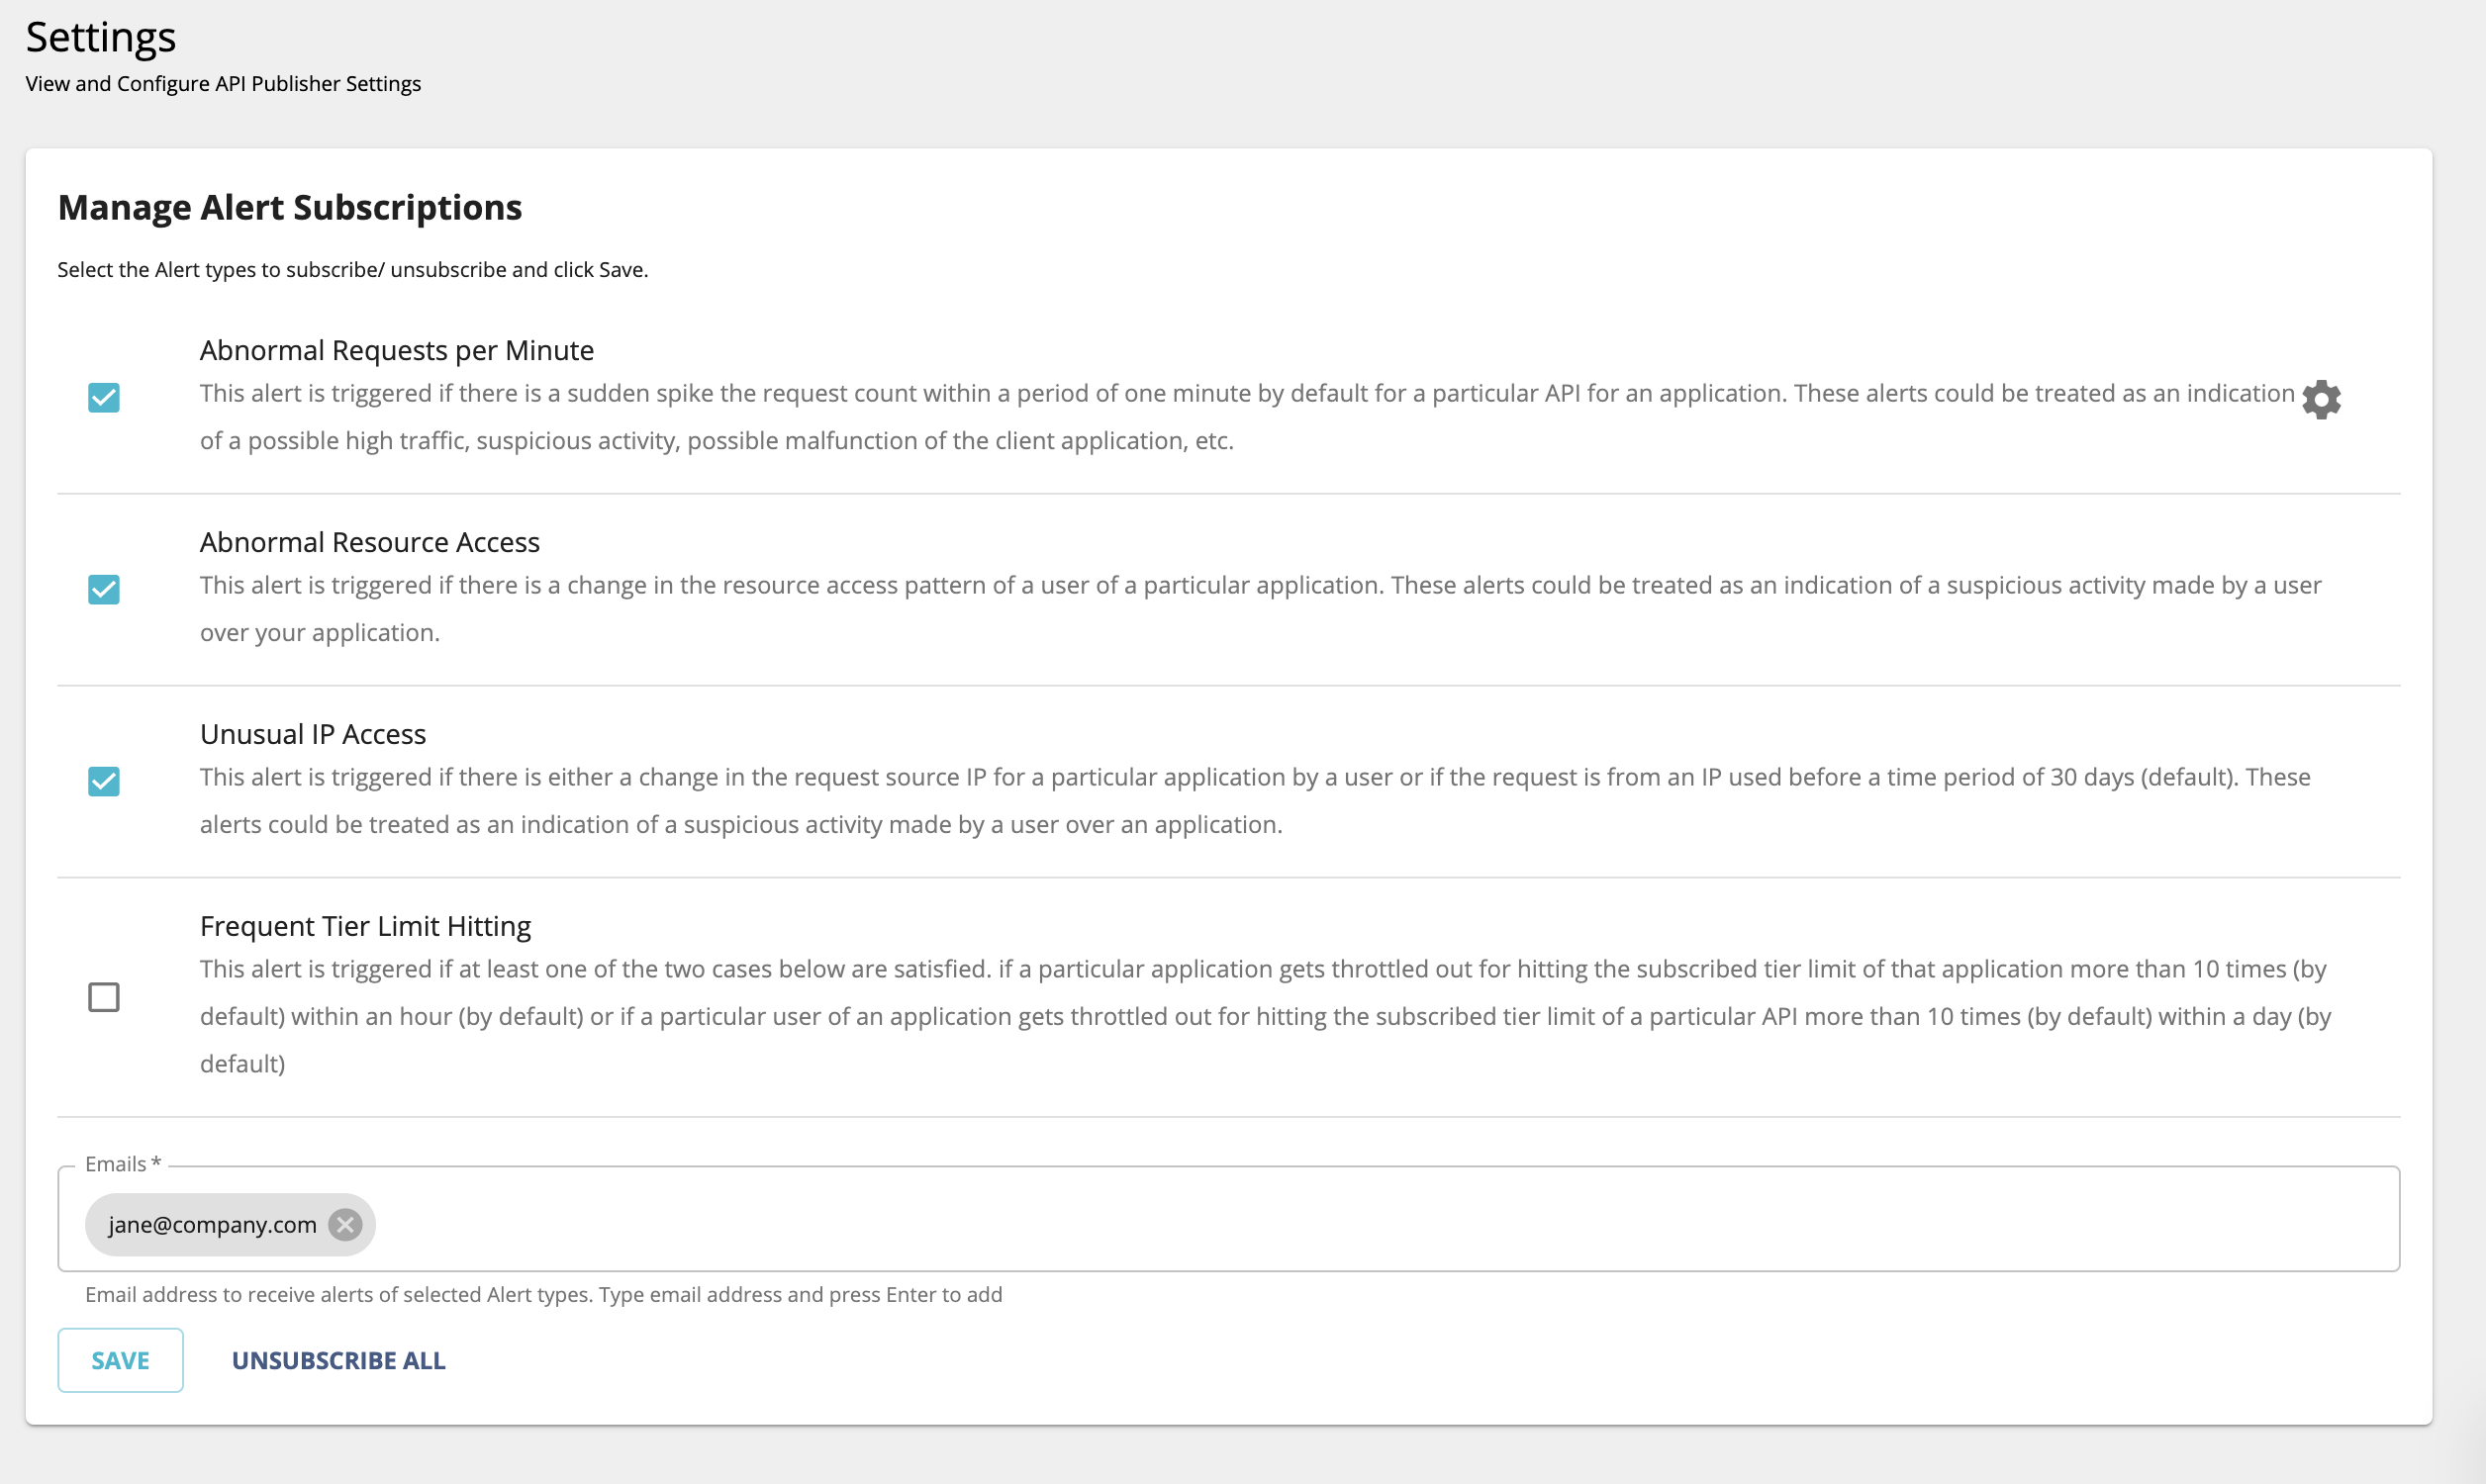 Settings
View and Configure API Publisher Settings
Manage Alert Subscriptions
Select the Alert types to subscribe/ unsubscribe and click Save.
Abnormal Requests per Minute
This alert is triggered if there is a sudden spike the request count within a period of one minute by default for a particular API for an application. These alerts could be treated as an indication
of a possible high traffic, suspicious activity, possible malfunction of the client application, etc.
Abnormal Resource Access
This alert is triggered if there is a change in the resource access pattern of a user of a particular application. These alerts could be treated as an indication of a suspicious activity made by a user
over your application.
Unusual IP Access
This alert is triggered if there is either a change in the request source IP for a particular application by a user or if the request is from an IP used before a time period of 30 days (default). These
alerts could be treated as an indication of a suspicious activity made by a user over an application.
Frequent Tier Limit Hitting
This alert is triggered if at least one of the two cases below are satisfied. if a particular application gets throttled out for hitting the subscribed tier limit of that application more than 10 times (by
default) within an hour (by default) or if a particular user of an application gets throttled out for hitting the subscribed tier limit of a particular API more than 10 times (by default) within a day (by
default)
Emails *
jane@company.com
Email address to receive alerts of selected Alert types. Type email address and press Enter to add
SAVE UNSUBSCRIBE ALL